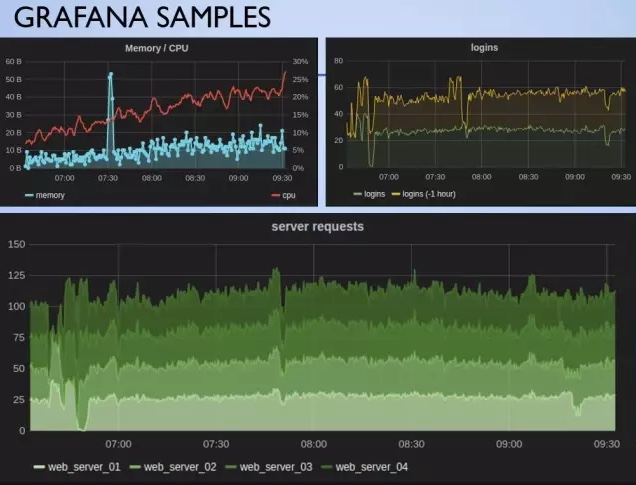 GRAFANA SAMPLES
Memory / CPU
60 B
50 B
40 B
30 B
20 B
10 B
0 B
30%
25%
20%
15%
10%
5%
0%
07:00 07:30 08:00 08:30 09:00 09:30
memory cpu
logins
80
60
40
20
0
07:00 07:30 08:00 08:30 09:00 09:30
logins logins (-1 hour)
server requests
150
125
100
75
50
25
0
07:00 07:30 08:00 08:30 09:00 09:30
web_server_01 web_server_02 web_server_03 web_server_04